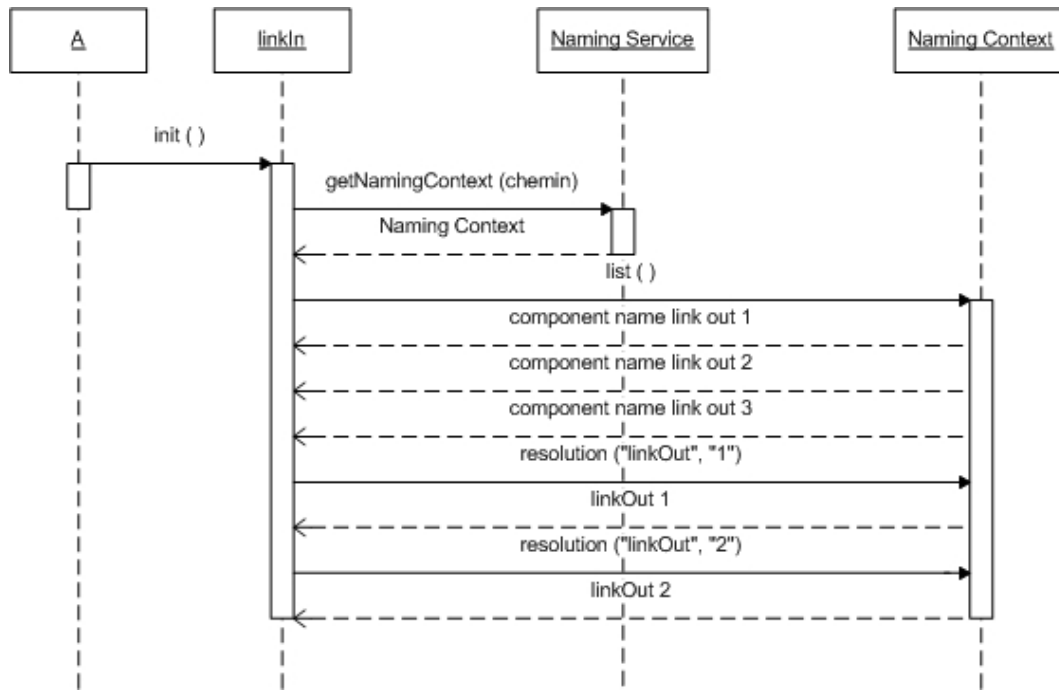 A
linkIn
Naming Service
Naming Context
init ( )
getNamingContext (chemin)
Naming Context
list ( )
component name link out 1
component name link out 2
component name link out 3
resolution ("linkOut", "1")
linkOut 1
resolution ("linkOut", "2")
linkOut 2